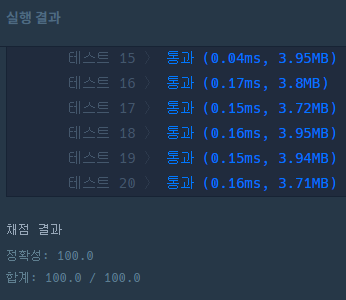 실행 결과
테스트 15 〉 통과 (0.04ms, 3.95MB)
테스트 16 〉 통과 (0.17ms, 3.8MB)
테스트 17 〉 통과 (0.15ms, 3.72MB)
테스트 18 〉 통과 (0.16ms, 3.95MB)
테스트 19 〉 통과 (0.15ms, 3.94MB)
테스트 20 〉 통과 (0.16ms, 3.71MB)
채점 결과
정확성: 100.0
합계: 100.0 / 100.0